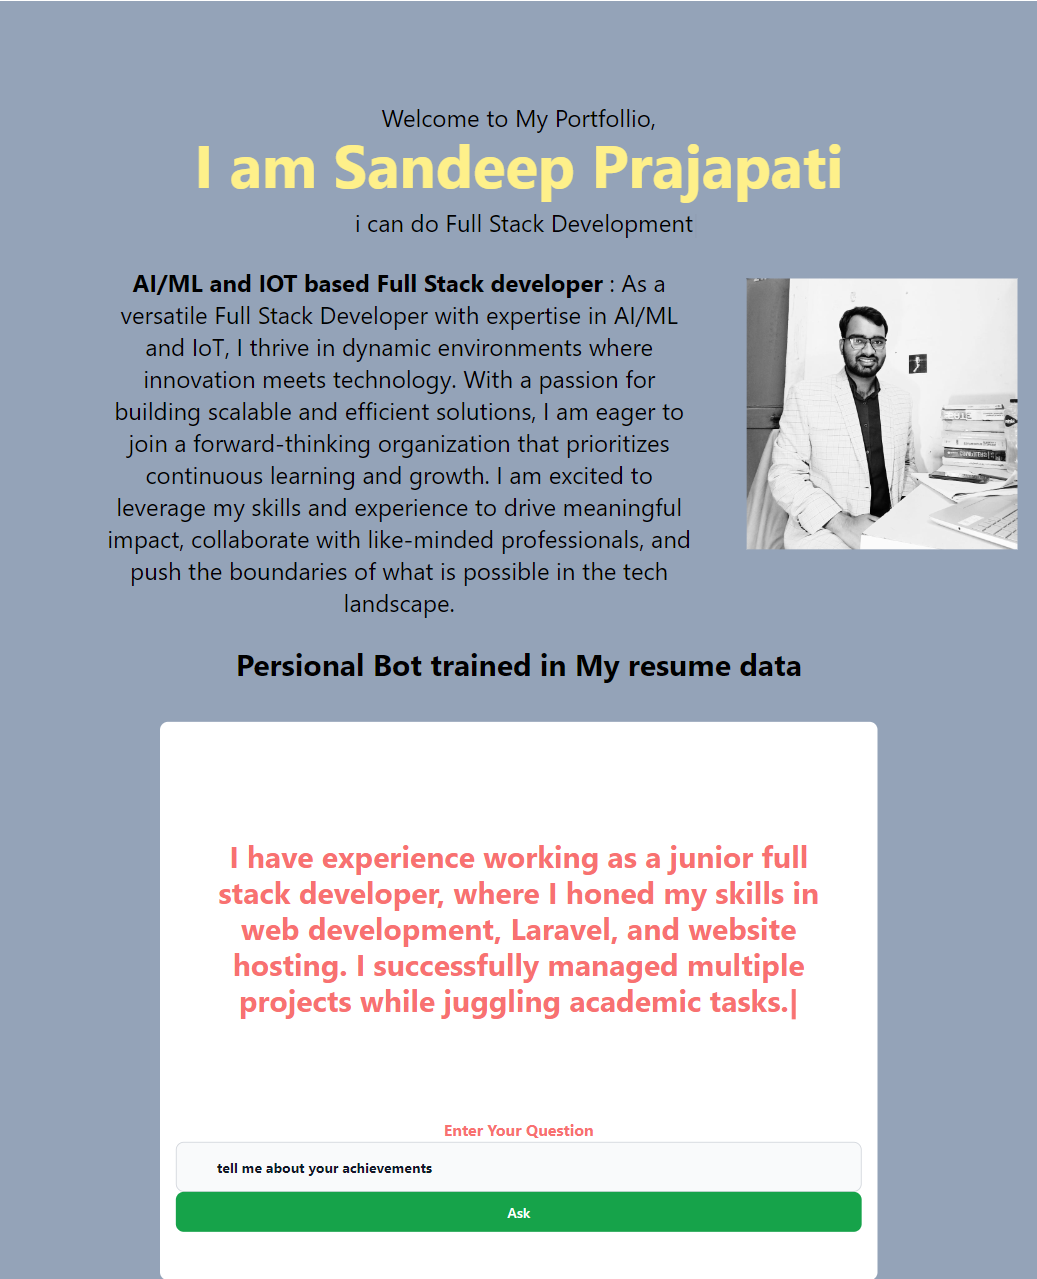 Welcome to My Portfollio,
I am Sandeep Prajapati
i can do Full Stack Development
AI/ML and IOT based Full Stack developer : As a
versatile Full Stack Developer with expertise in AI/ML
and IoT, I thrive in dynamic environments where
innovation meets technology. With a passion for
building scalable and efficient solutions, I am eager to
join a forward-thinking organization that prioritizes
continuous learning and growth. I am excited to
leverage my skills and experience to drive meaningful
impact, collaborate with like-minded professionals, and
push the boundaries of what is possible in the tech
landscape.
Persional Bot trained in My resume data
I have experience working as a junior full
stack developer, where I honed my skills in
web development, Laravel, and website
hosting. I successfully managed multiple
projects while juggling academic tasks.|
Enter Your Question
tell me about your achievements
Ask